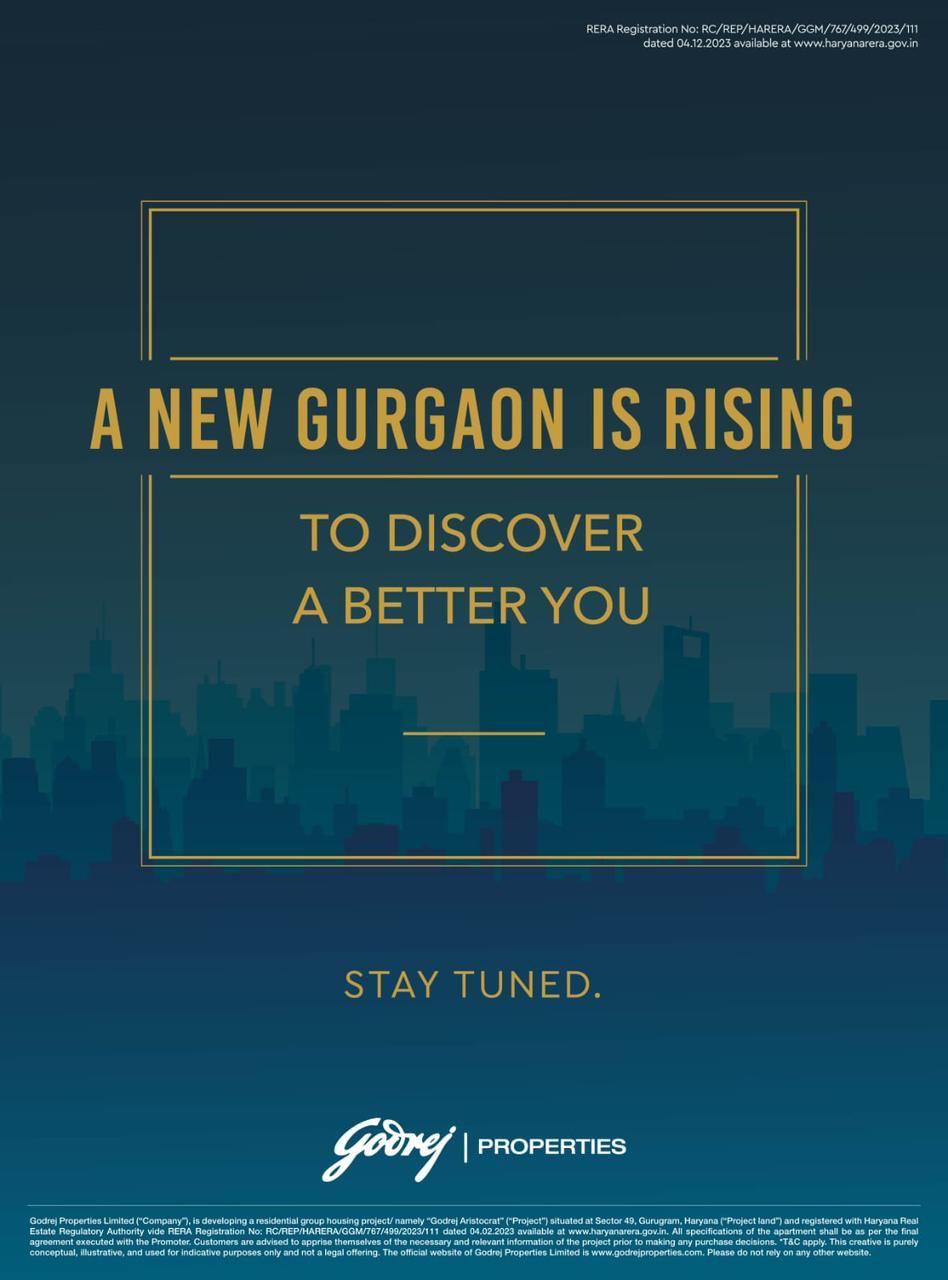 RERA Registration No: RC/REP/HARERA/GGM/767/499/2023/111
dated 04.12.2023 available at www.haryanarera.gov.in
A NEW GURGAON IS RISING
TO DISCOVER
A BETTER YOU
STAY TUNED.
Godrej | PROPERTIES
Godrej Properties Limited (“Company”), is developing a residential group housing project/ namely “Godrej Aristocrat” (“Project”) situated at Sector 49, Gurugram, Haryana (“Project land”) and registered with Haryana Real
Estate Regulatory Authority vide RERA Registration No: RC/REP/HARERA/GGM/767/499/2023/111 dated 04.02.2023 available at www.haryanarera.gov.in. All specifications of the apartment shall be as per the final
agreement executed with the Promoter. Customers are advised to apprise themselves of the necessary and relevant information of the project prior to making any purchase decisions. *T&C apply. This creative is purely
conceptual, illustrative, and used for indicative purposes only and not a legal offering. The official website of Godrej Properties Limited is www.godrejproperties.com. Please do not rely on any other website.